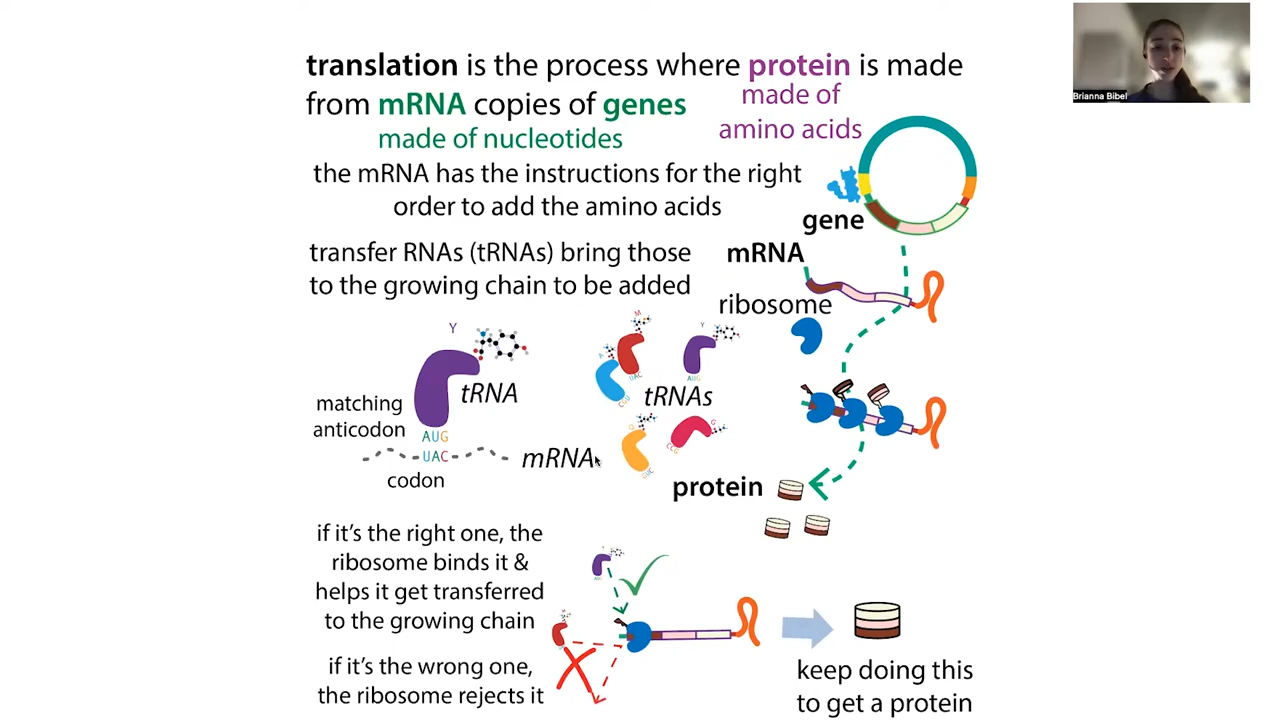 translation is the process where protein is made
from mRNA copies of genes
made of
amino acids
made of nucleotides
the mRNA has the instructions for the right
order to add the amino acids
gene
transfer RNAs (tRNAs) bring those
to the growing chain to be added
mRNA
ribosome
Y
tRNA
matching
anticodon
AUG
UAC
codon
mRNA
M
A
Y
UAC
AUG
CGU
tRNAs
G
G
CCG
protein
if it's the right one, the
ribosome binds it &
helps it get transferred
to the growing chain
if it's the wrong one,
the ribosome rejects it
keep doing this
to get a protein
Brianna Bibel